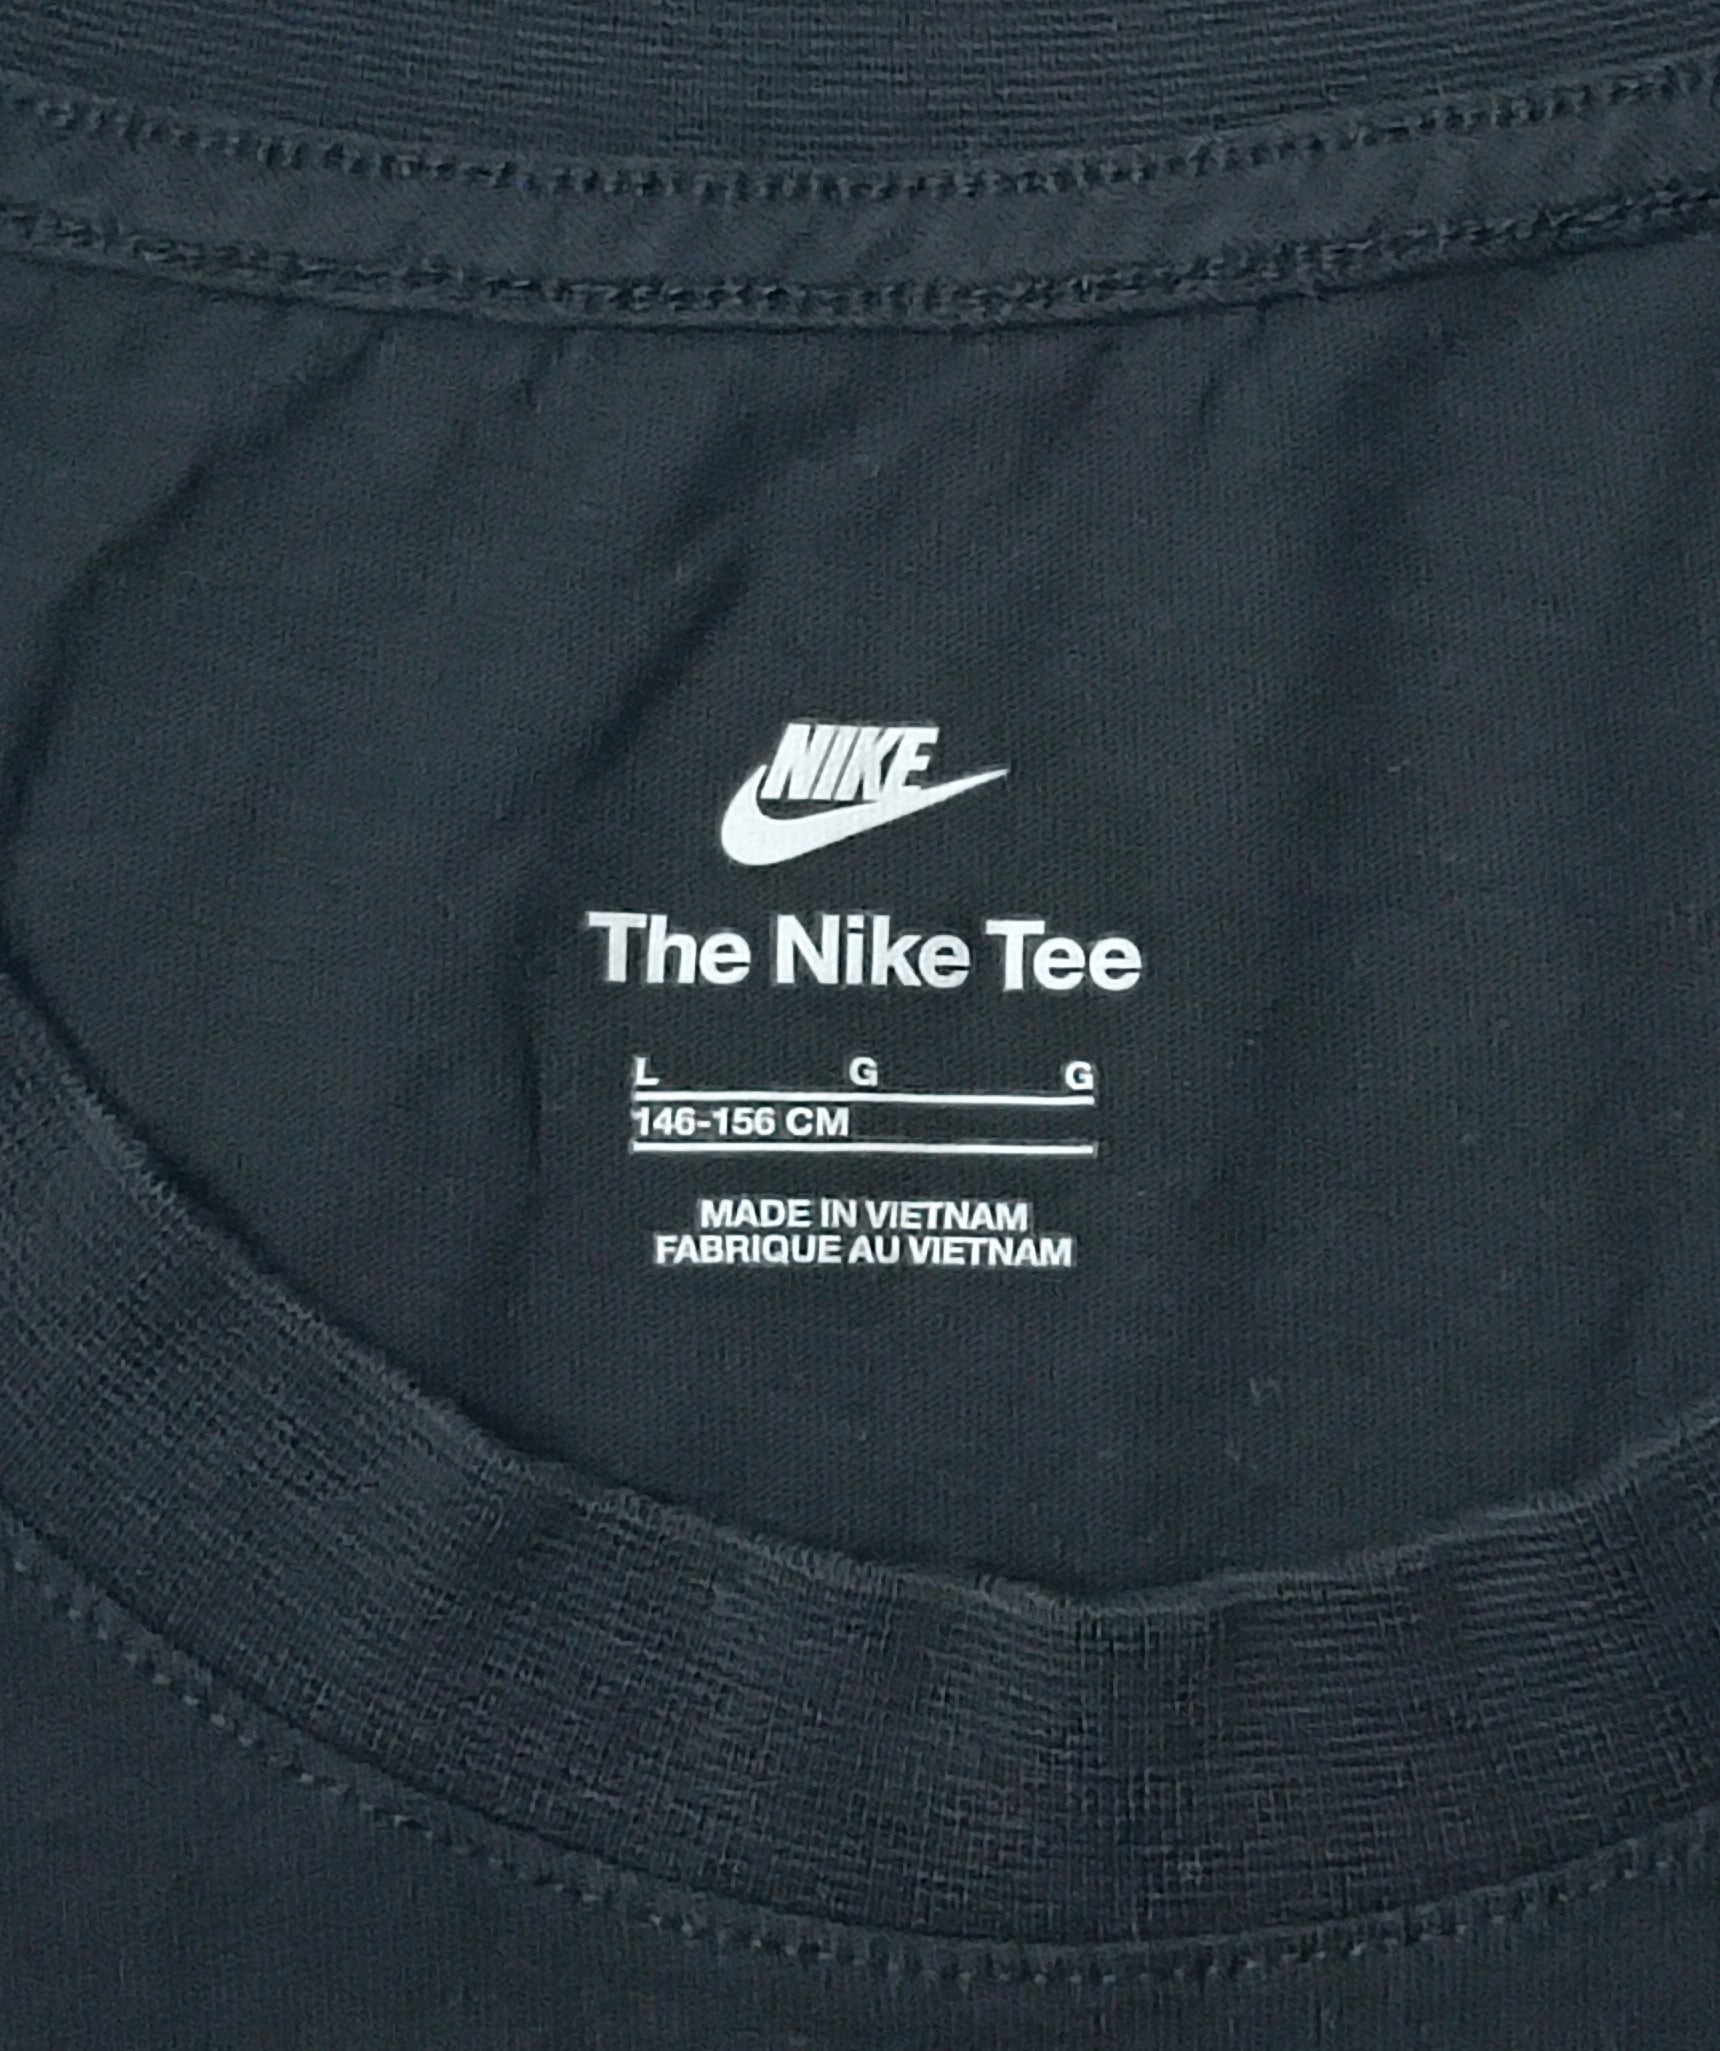 NIKE
The Nike Tee
L G G
146-156 CM
MADE IN VIETNAM
FABRIQUE AU VIETNAM